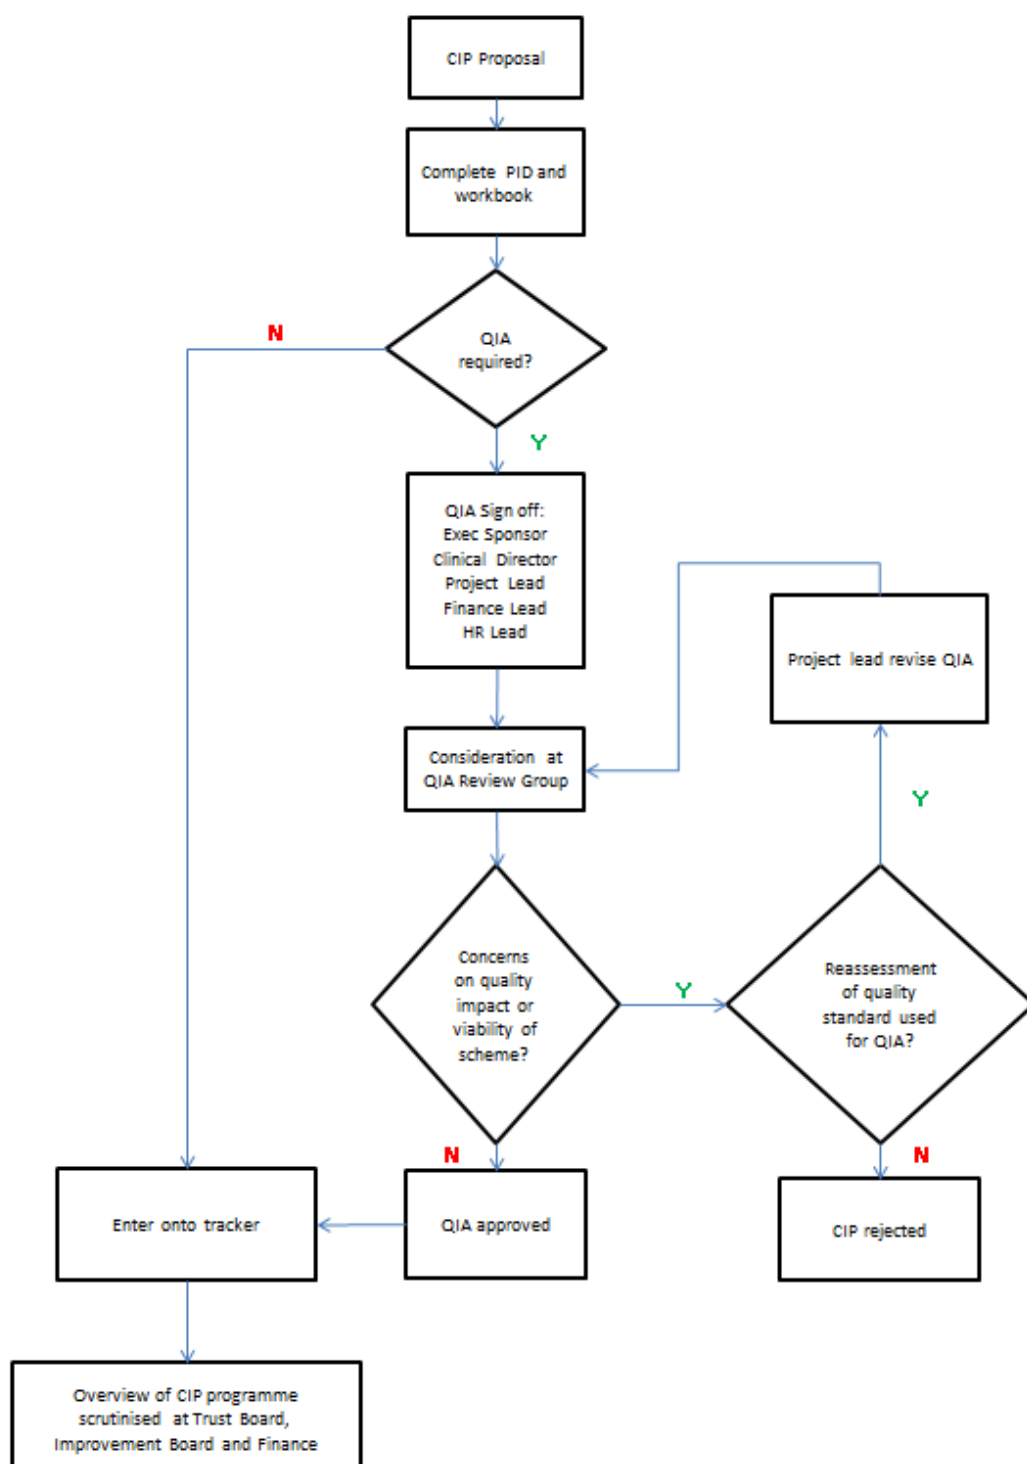 CIP Proposal
Complete PID and
workbook
N
QIA
required?
Y
QIA Sign off:
Exec Sponsor
Clinical Director
Project Lead
Finance Lead
HR Lead
Project lead revise QIA
Consideration at
QIA Review Group
Y
Concerns
on quality
impact or
viability of
scheme?
Y
Reassessment
of quality
standard used
for QIA?
N
N
Enter onto tracker
QIA approved
CIP rejected
Overview of CIP programme
scrutinised at Trust Board,
Improvement Board and Finance